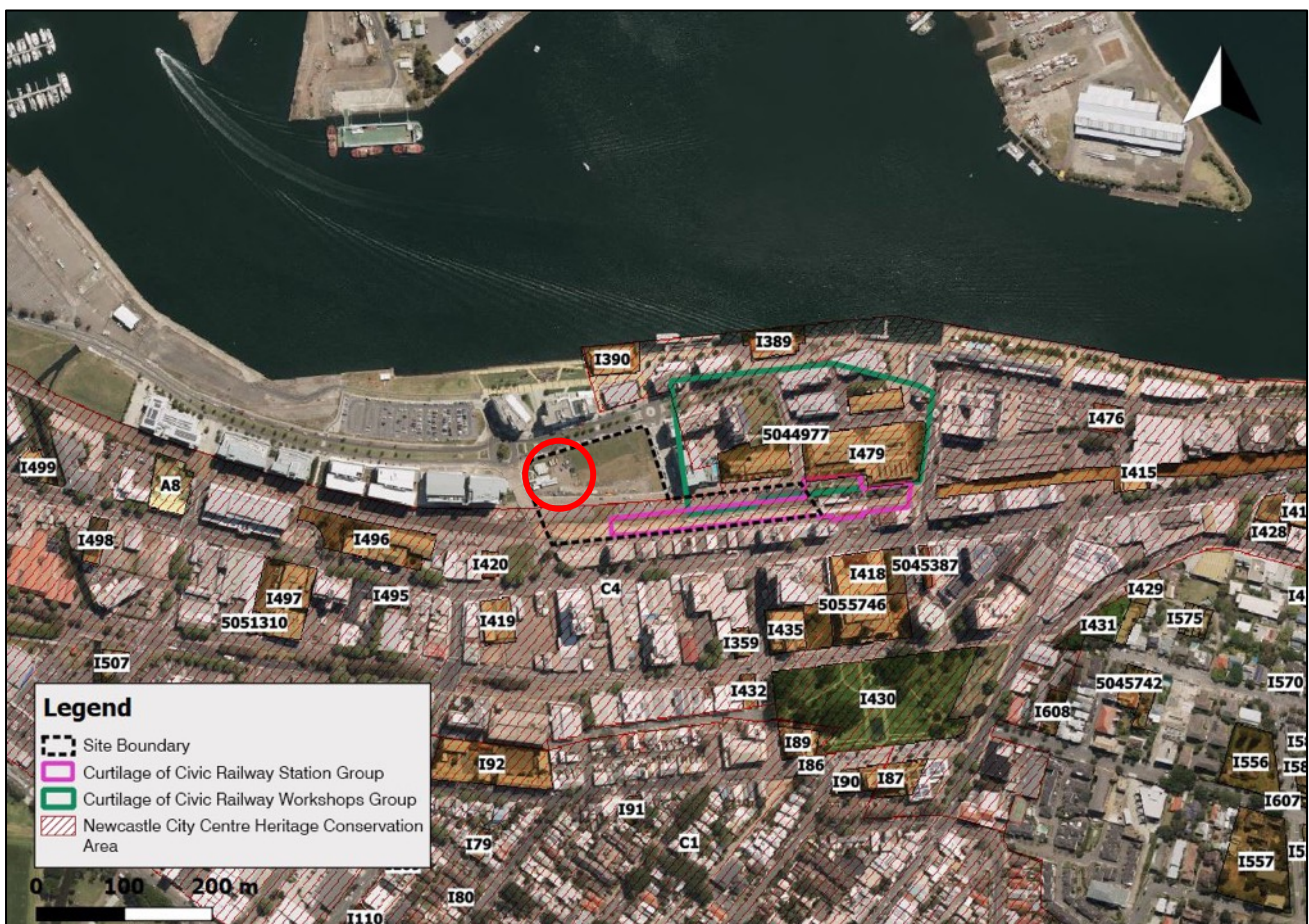 I390
I389
I476
5044977
I479
I415
I499
A8
I428
I498
I496
I420
I418
5045387
C4
I429
I497
I495
5055746
I431
I575
5051310
I419
I435
I359
I507
5045742
I570
I430
I432
I608
Legend
Site Boundary
I89
I92
I86
I556
Curtilage of Civic Railway Station Group
I90
I87
Curtilage of Civic Railway Workshops Group
I91
I607
Newcastle City Centre Heritage Conservation
Area
I79
C1
I557
0 100 200 m
I80
I110